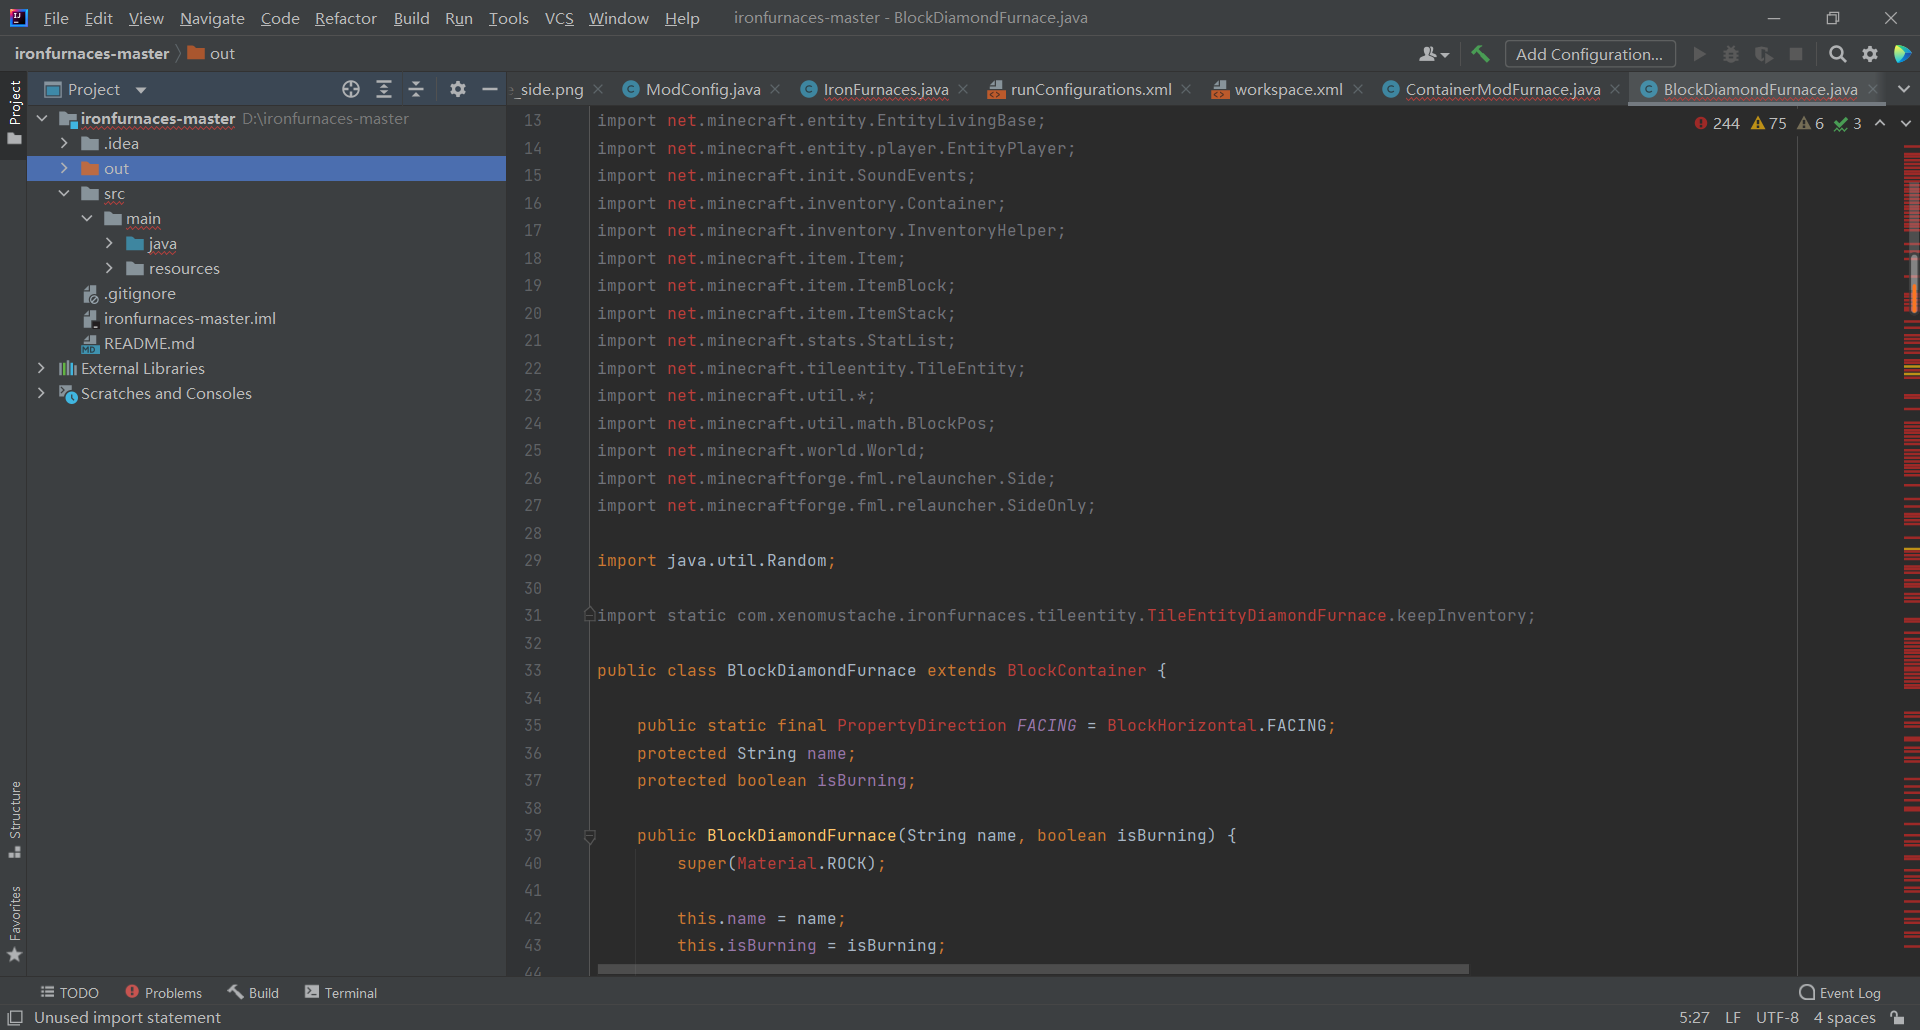 File Edit View Navigate Code Refactor Build Run Tools VCS Window Help ironfurnaces-master - BlockDiamondFurnace.java
ironfurnaces-master out Add Configuration...
Project
_side.png ModConfig.java IronFurnaces.java runConfigurations.xml workspace.xml ContainerModFurnace.java BlockDiamondFurnace.java
244 75 6 3
Project
ironfurnaces-master D:\ironfurnaces-master
.idea
out
src
main
java
resources
.gitignore
ironfurnaces-master.iml
README.md
External Libraries
Scratches and Consoles
Structure
Favorites
13 import net.minecraft.entity.EntityLivingBase;
14 import net.minecraft.entity.player.EntityPlayer;
15 import net.minecraft.init.SoundEvents;
16 import net.minecraft.inventory.Container;
17 import net.minecraft.inventory.InventoryHelper;
18 import net.minecraft.item.Item;
19 import net.minecraft.item.ItemBlock;
20 import net.minecraft.item.ItemStack;
21 import net.minecraft.stats.StatList;
22 import net.minecraft.tileentity.TileEntity;
23 import net.minecraft.util.*;
24 import net.minecraft.util.math.BlockPos;
25 import net.minecraft.world.World;
26 import net.minecraftforge.fml.relauncher.Side;
27 import net.minecraftforge.fml.relauncher.SideOnly;
28
29 import java.util.Random;
30
31 import static com.xenomustache.ironfurnaces.tileentity.TileEntityDiamondFurnace.keepInventory;
32
33 public class BlockDiamondFurnace extends BlockContainer {
34
35 public static final PropertyDirection FACING = BlockHorizontal.FACING;
36 protected String name;
37 protected boolean isBurning;
38
39 public BlockDiamondFurnace(String name, boolean isBurning) {
40 super(Material.ROCK);
41
42 this.name = name;
43 this.isBurning = isBurning;
44
TODO Problems Build Terminal Event Log
Unused import statement 5:27 LF UTF-8 4 spaces